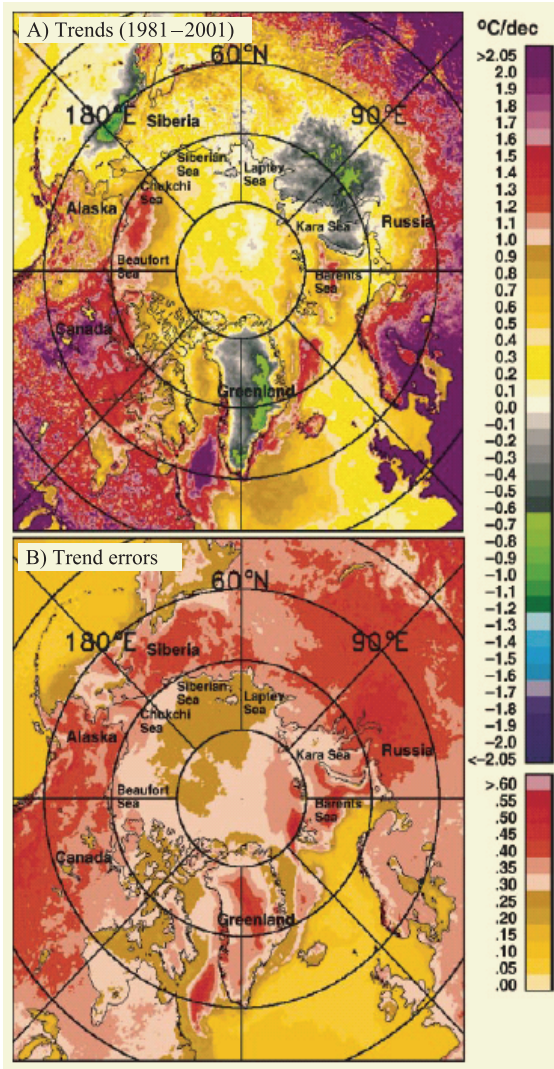 A) Trends (1981–2001)
60°N
180°E
90°E
Siberia
Siberian
Sea
Laptev
Sea
Chukchi
Sea
Alaska
Kara Sea
Russia
Beaufort
Sea
Barents
Sea
Canada
Greenland
°C/dec
>2.05
2.0
1.9
1.8
1.7
1.6
1.5
1.4
1.3
1.2
1.1
1.0
0.9
0.8
0.7
0.6
0.5
0.4
0.3
0.2
0.1
0.0
−0.1
−0.2
−0.3
−0.4
−0.5
−0.6
−0.7
−0.8
−0.9
−1.0
−1.1
−1.2
−1.3
−1.4
−1.5
−1.6
−1.7
−1.8
−1.9
−2.0
<−2.05
B) Trend errors
60°N
180°E
90°E
Siberia
Siberian
Sea
Laptev
Sea
Chukchi
Sea
Alaska
Kara Sea
Russia
Beaufort
Sea
Barents
Sea
Canada
Greenland
>.60
.55
.50
.45
.40
.35
.30
.25
.20
.15
.10
.05
.00